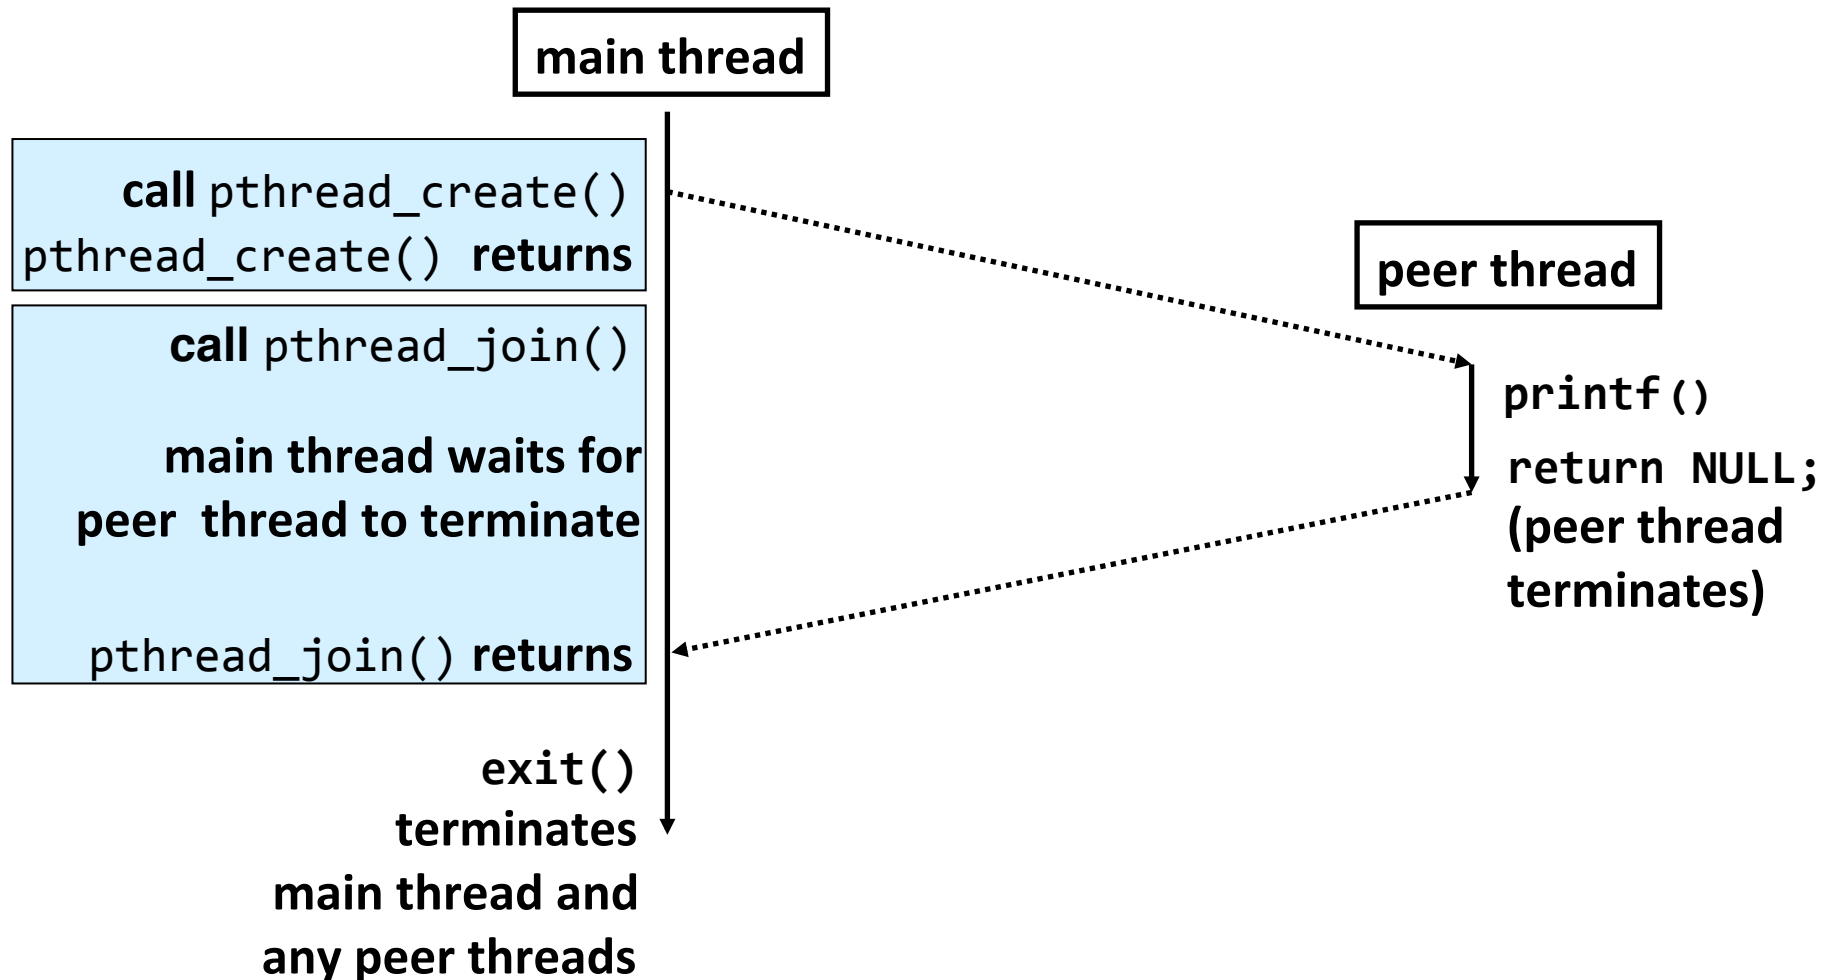 main thread
call pthread_create()
pthread_create() returns
call pthread_join()
main thread waits for
peer thread to terminate
pthread_join() returns
exit()
terminates
main thread and
any peer threads
peer thread
printf()
return NULL;
(peer thread
terminates)